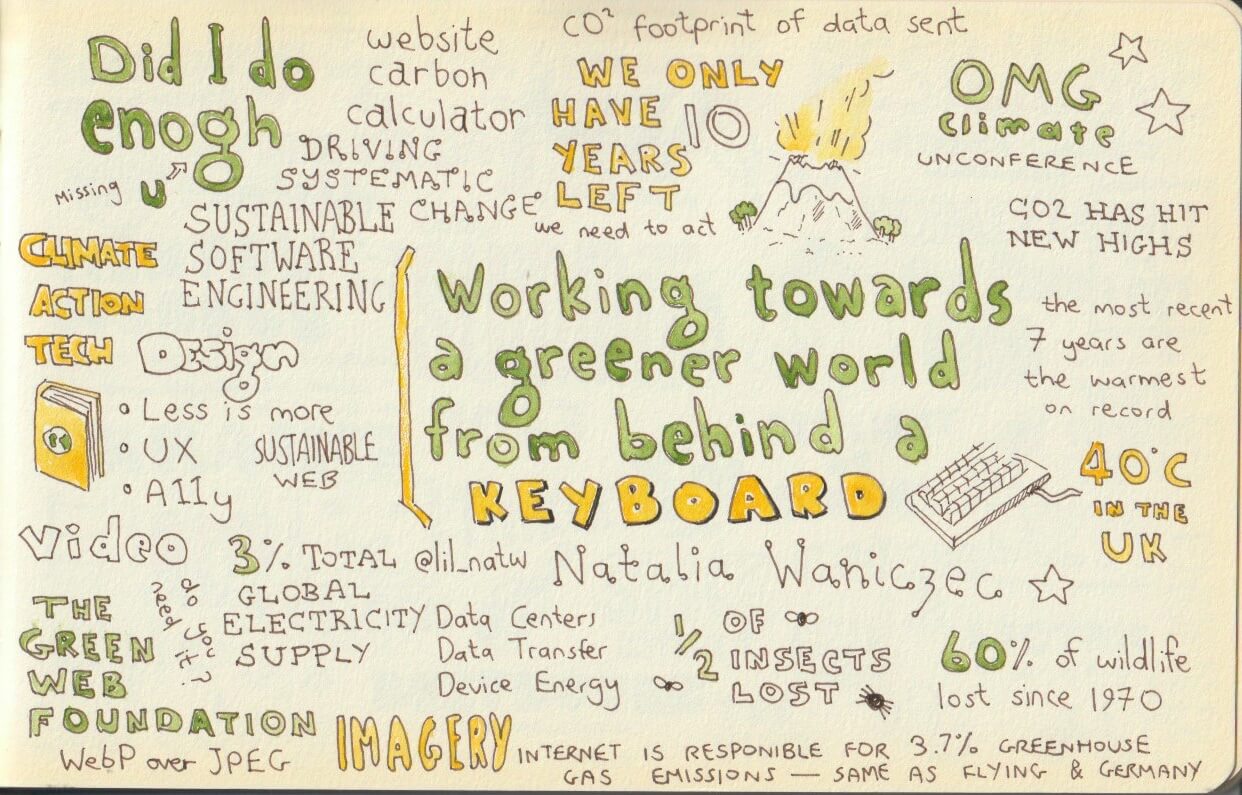 Did I do
enogh
Missing U
website
carbon
calculator
CO² footprint of data sent
WE ONLY
HAVE 10
YEARS
LEFT
we need to act
OMG
climate
UNCONFERENCE
DRIVING
SYSTEMATIC
CHANGE
SUSTAINABLE
SOFTWARE
ENGINEERING
CO2 HAS HIT
NEW HIGHS
CLIMATE
ACTION
TECH
Working towards
a greener world
from behind a
KEYBOARD
the most recent
7 years are
the warmest
on record
Design
• Less is more
• UX
• A11y
SUSTAINABLE
WEB
40°C
IN THE
UK
Video
do you
need it?
3% TOTAL
GLOBAL
ELECTRICITY
SUPPLY
@lil_natw Natalia Waniczec
THE
GREEN
WEB
FOUNDATION
Data Centers
Data Transfer
Device Energy
1/2 OF
INSECTS
LOST
60% of wildlife
lost since 1970
WebP over JPEG
IMAGERY
INTERNET IS RESPONIBLE FOR 3.7% GREENHOUSE
GAS EMISSIONS — SAME AS FLYING & GERMANY